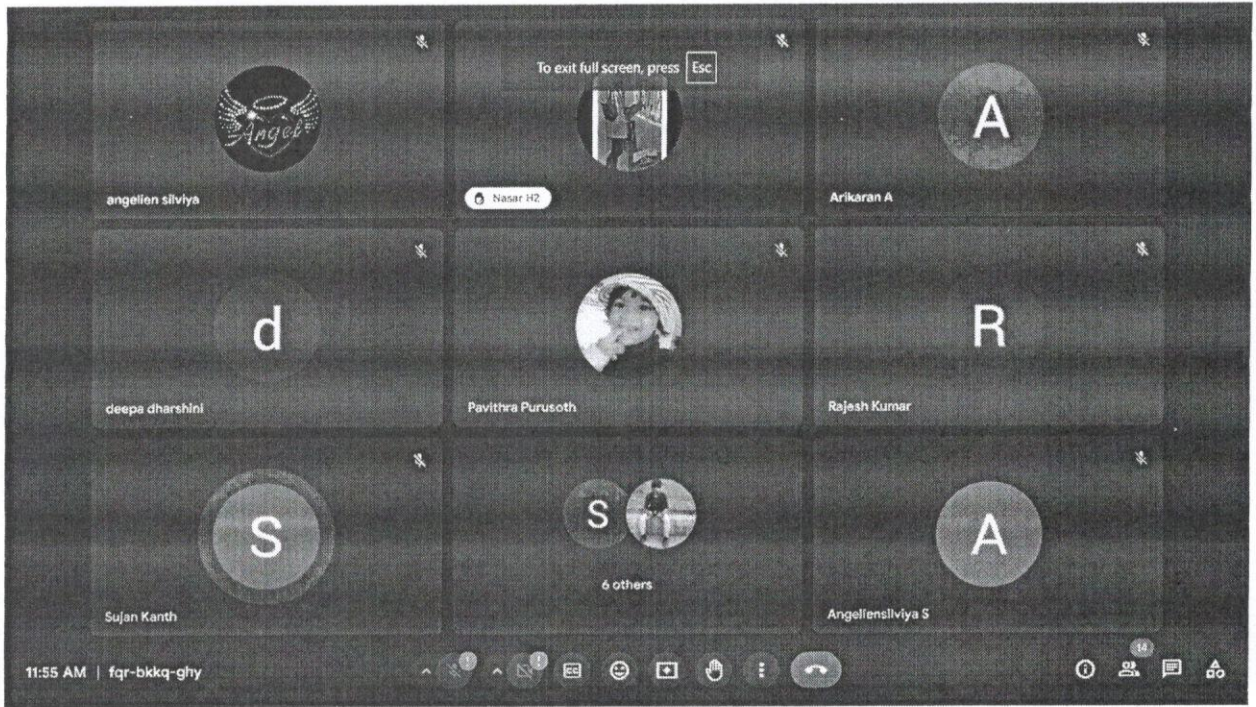 To exit full screen, press Esc
Angel
A
angelien silviya
Nasar H2
Arikaran A
d
R
deepa dharshini
Pavithra Purusoth
Rajesh Kumar
S
S
A
6 others
Sujan Kanth
Angeliensilviya S
11:55 AM | fqr-bkkq-ghy
!
!
CC
14